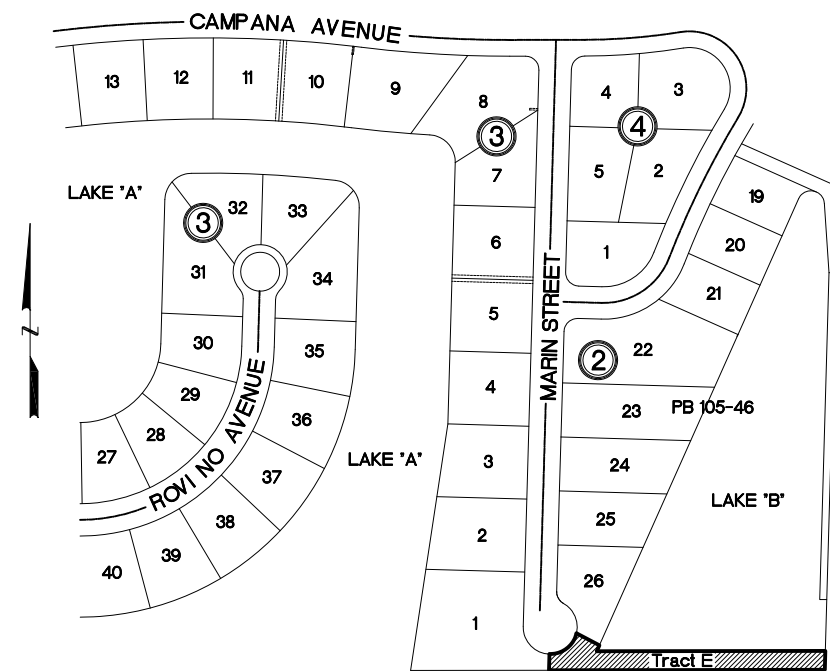 CAMPANA AVENUE
13 12 11 10 9 8 4 3
3 4
7 5 2
LAKE "A"
19
32 33
3
6 1 20
31 34 21
5
30 35 22
2
29 4
28 36 23 PB 105-46
27 LAKE "A" 3 24
37
38 2 25 LAKE "B"
39
40 26
1
MARIN STREET
ROVI NO AVENUE
Tract E
N